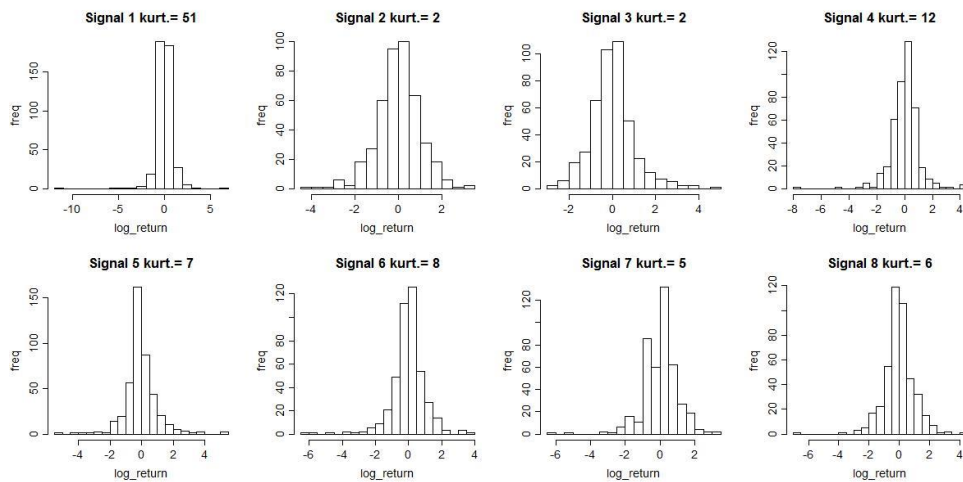 Signal 1 kurt.= 51
freq
0 50 100 150
-10 -5 0 5
log_return
Signal 2 kurt.= 2
freq
0 20 40 60 80 100
-4 -2 0 2
log_return
Signal 3 kurt.= 2
freq
0 20 40 60 80 100
-2 0 2 4
log_return
Signal 4 kurt.= 12
freq
0 20 40 60 80 120
-8 -6 -4 -2 0 2 4
log_return
Signal 5 kurt.= 7
freq
0 50 100 150
-4 -2 0 2 4
log_return
Signal 6 kurt.= 8
freq
0 20 40 60 80 120
-6 -4 -2 0 2 4
log_return
Signal 7 kurt.= 5
freq
0 20 40 60 80 120
-6 -4 -2 0 2
log_return
Signal 8 kurt.= 6
freq
0 20 40 60 80 120
-6 -4 -2 0 2 4
log_return